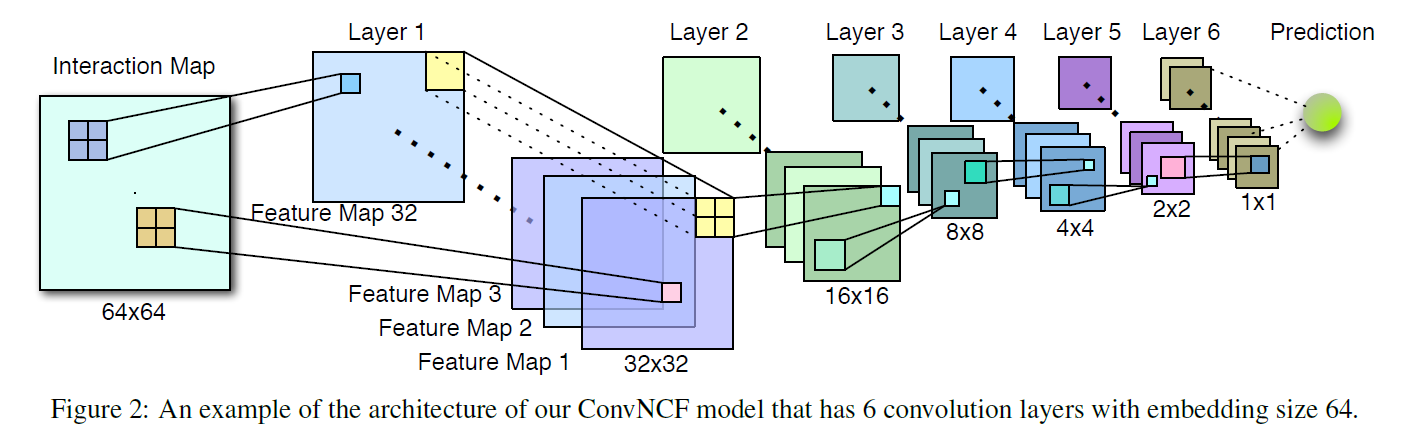 Interaction Map
64x64
Layer 1
Feature Map 32
Feature Map 3
Feature Map 2
Feature Map 1
32x32
Layer 2
16x16
Layer 3
8x8
Layer 4
4x4
Layer 5
2x2
Layer 6
1x1
Prediction
Figure 2: An example of the architecture of our ConvNCF model that has 6 convolution layers with embedding size 64.